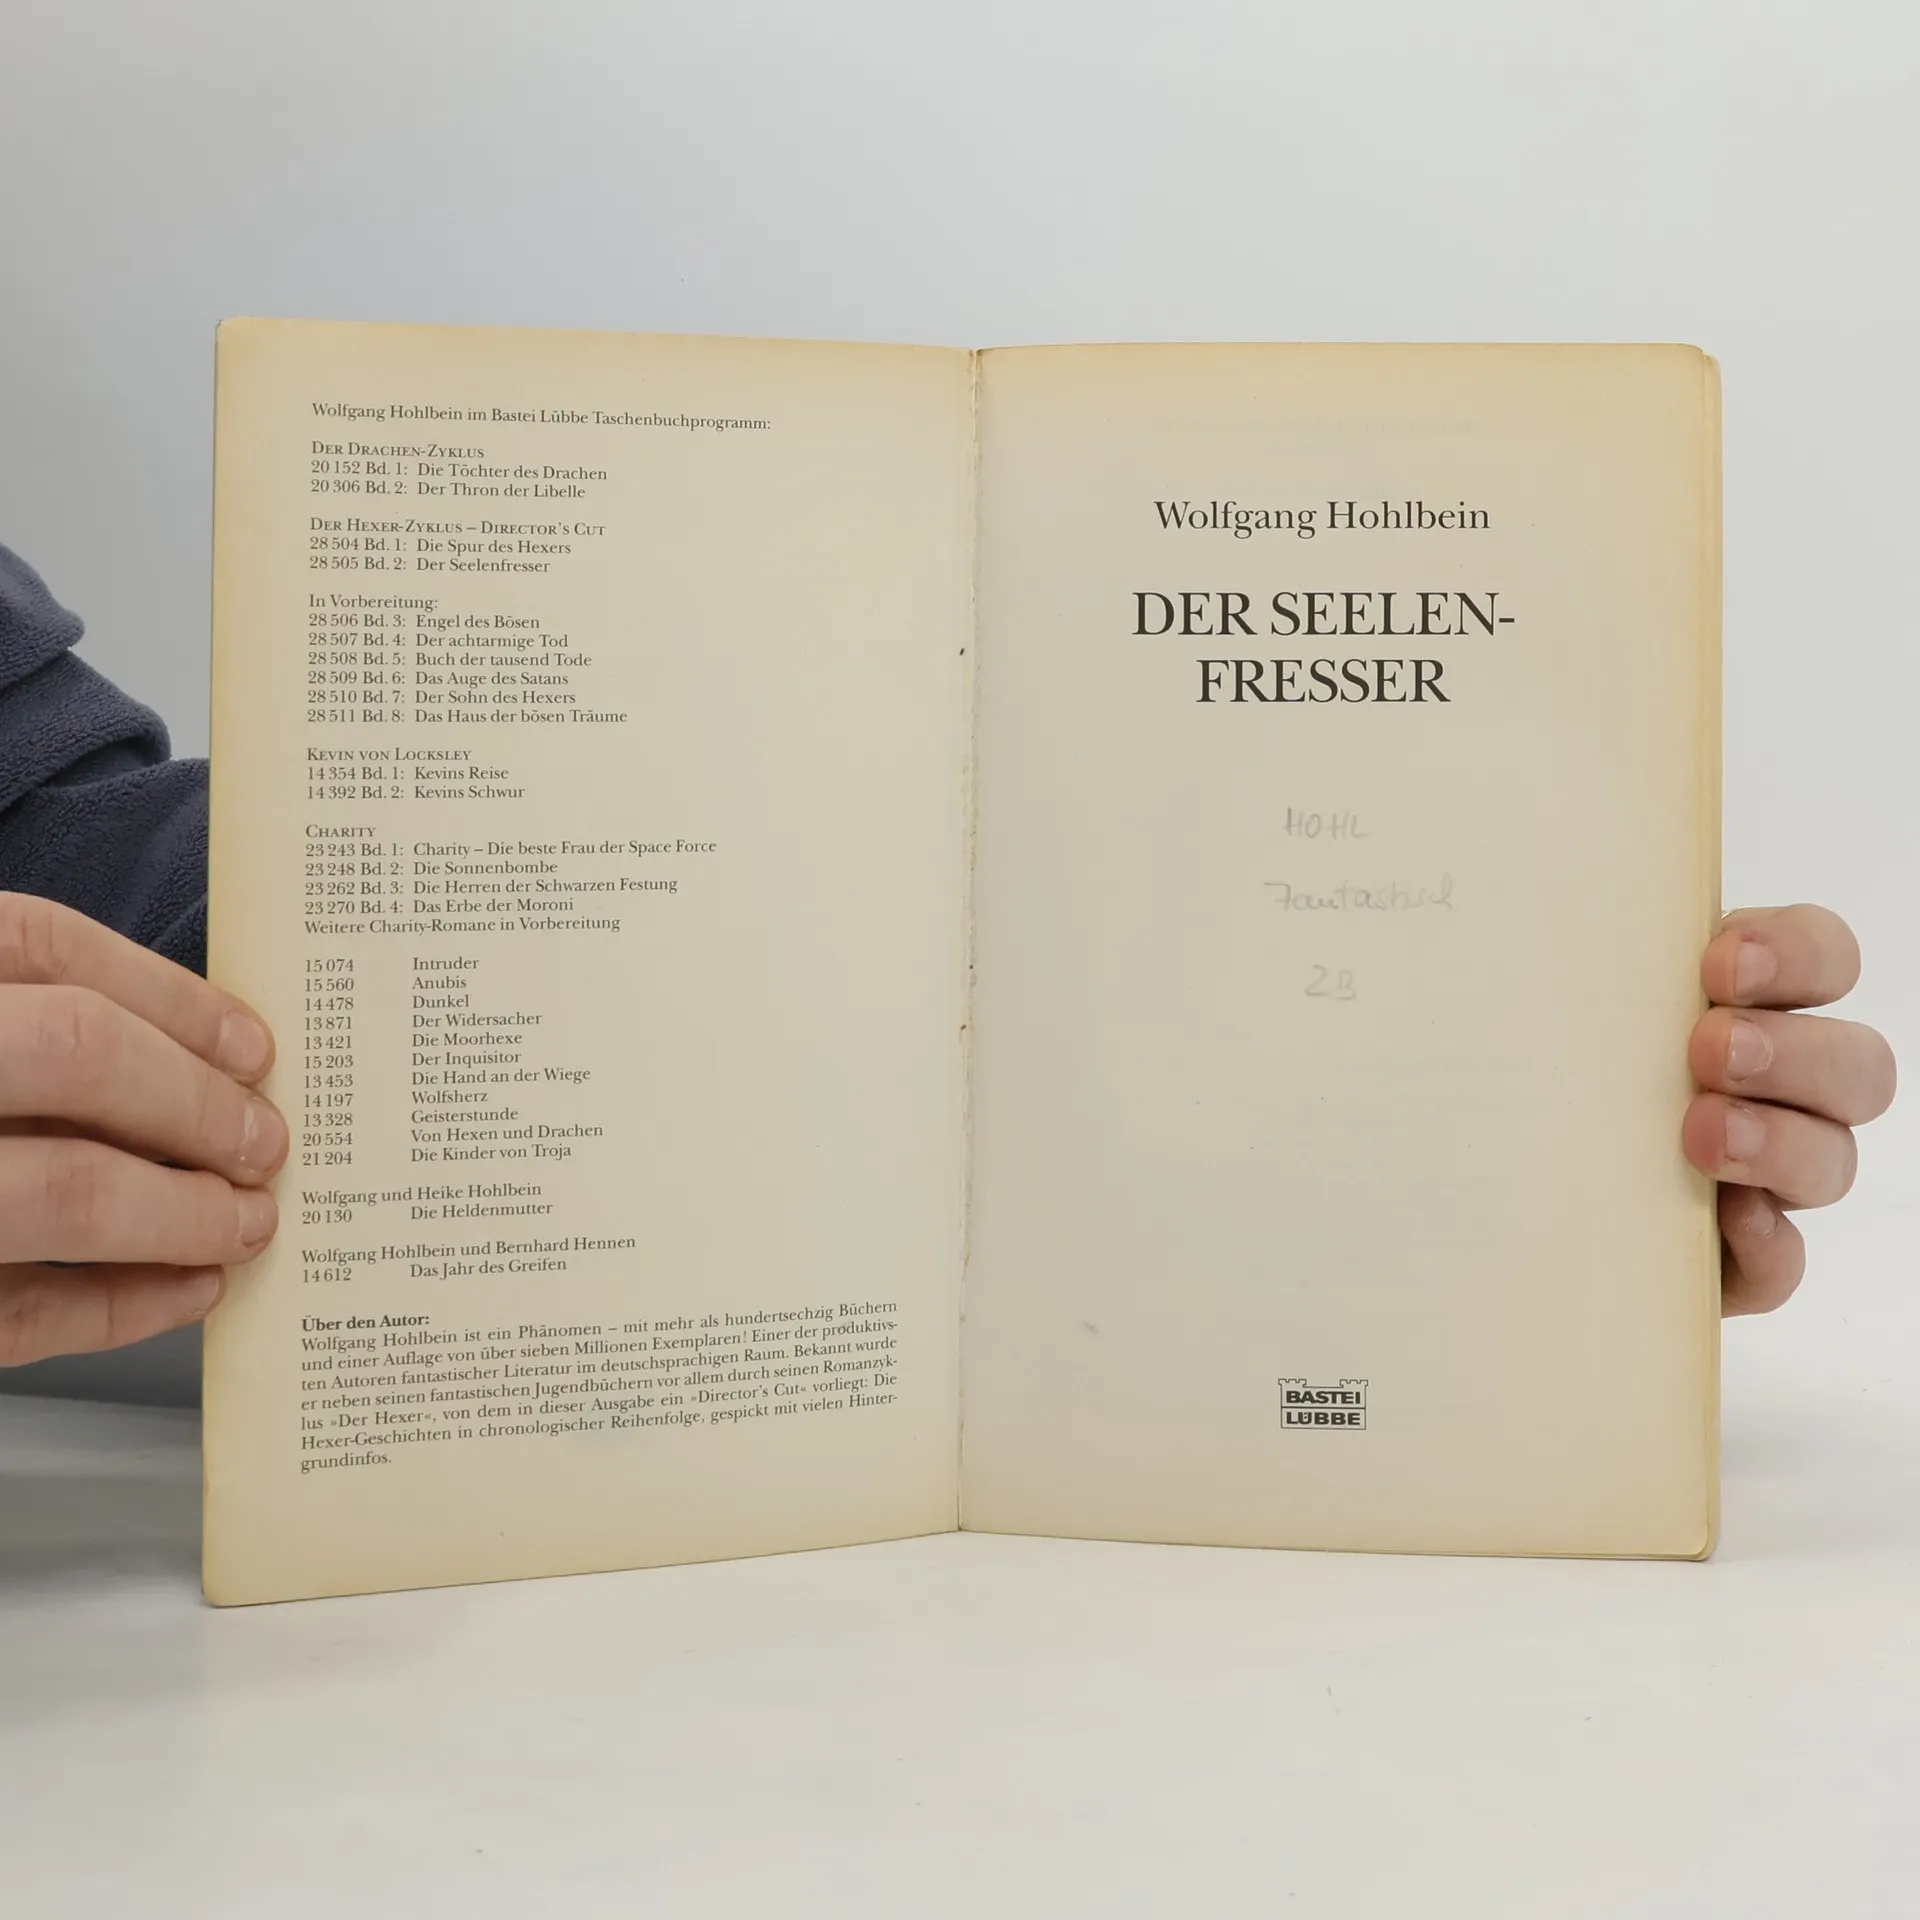 Wolfgang Hohlbein im Bastei Lübbe Taschenbuchprogramm:
DER DRACHEN-ZYKLUS
20 152 Bd. 1: Die Töchter des Drachen
20 306 Bd. 2: Der Thron der Libelle
DER HEXER-ZYKLUS – DIRECTOR'S CUT
28 504 Bd. 1: Die Spur des Hexers
28 505 Bd. 2: Der Seelenfresser
In Vorbereitung:
28 506 Bd. 3: Engel des Bösen
28 507 Bd. 4: Der achtarmige Tod
28 508 Bd. 5: Buch der tausend Tode
28 509 Bd. 6: Das Auge des Satans
28 510 Bd. 7: Der Sohn des Hexers
28 511 Bd. 8: Das Haus der bösen Träume
KEVIN VON LOCKSLEY
14 354 Bd. 1: Kevins Reise
14 392 Bd. 2: Kevins Schwur
CHARITY
23 243 Bd. 1: Charity – Die beste Frau der Space Force
23 248 Bd. 2: Die Sonnenbombe
23 262 Bd. 3: Die Herren der Schwarzen Festung
23 270 Bd. 4: Das Erbe der Moroni
Weitere Charity-Romane in Vorbereitung
15 074 Intruder
15 560 Anubis
14 478 Dunkel
13 871 Der Widersacher
13 421 Die Moorhexe
15 203 Der Inquisitor
13 453 Die Hand an der Wiege
14 197 Wolfsherz
13 328 Geisterstunde
20 554 Von Hexen und Drachen
21 204 Die Kinder von Troja
Wolfgang und Heike Hohlbein
20 130 Die Heldenmutter
Wolfgang Hohlbein und Bernhard Hennen
14 612 Das Jahr des Greifen
Über den Autor:
Wolfgang Hohlbein ist ein Phänomen – mit mehr als hundertsechzig Büchern
und einer Auflage von über sieben Millionen Exemplaren! Einer der produktivs-
ten Autoren fantastischer Literatur im deutschsprachigen Raum. Bekannt wurde
er neben seinen fantastischen Jugendbüchern vor allem durch seinen Romanzyk-
lus »Der Hexer«, von dem in dieser Ausgabe ein »Director's Cut« vorliegt: Die
Hexer-Geschichten in chronologischer Reihenfolge, gespickt mit vielen Hinter-
grundinfos.
Wolfgang Hohlbein
DER SEELEN-
FRESSER
HOHL
Fantastisch
2B
BASTEI
LÜBBE